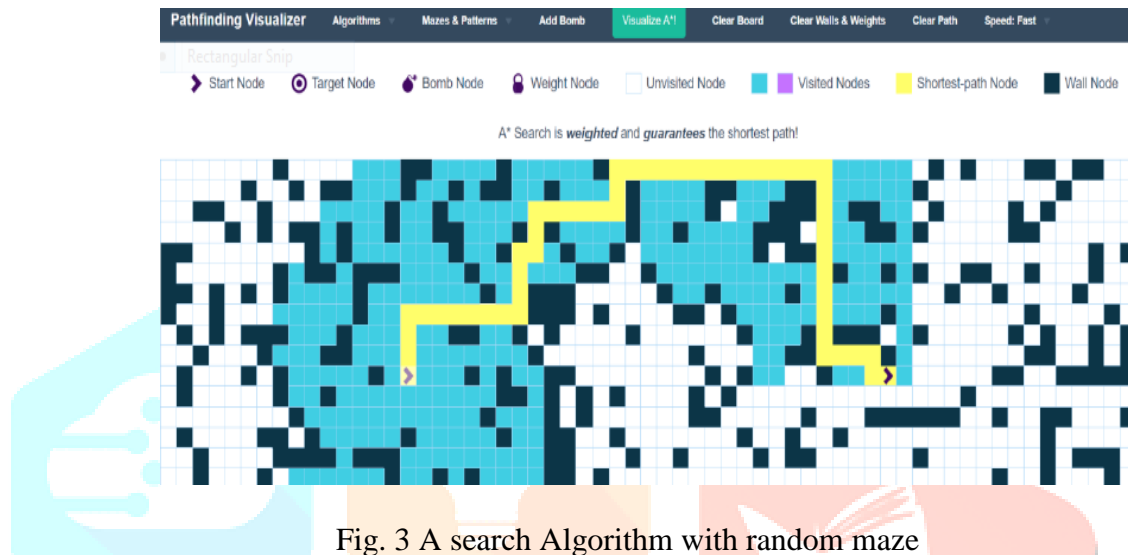 Pathfinding Visualizer Algorithms Mazes & Patterns Add Bomb Visualize A*! Clear Board Clear Walls & Weights Clear Path Speed: Fast
Rectangular Snip
Start Node Target Node Bomb Node Weight Node Unvisited Node Visited Nodes Shortest-path Node Wall Node
A* Search is weighted and guarantees the shortest path!
Fig. 3 A search Algorithm with random maze